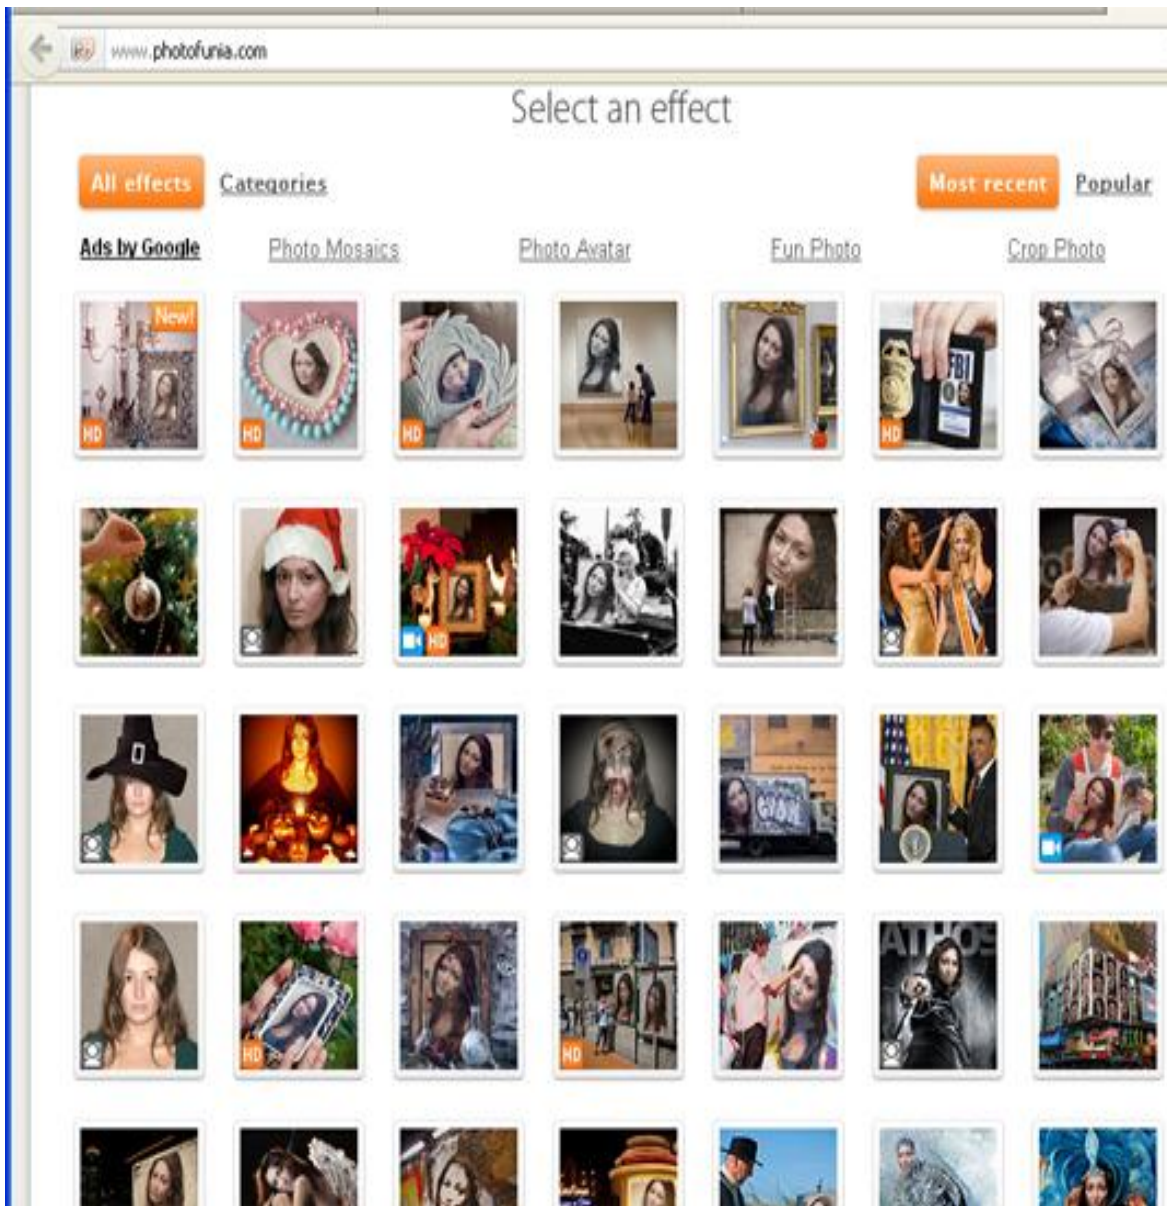 www.photofunia.com
Select an effect
All effects Categories Most recent Popular
Ads by Google Photo Mosaics Photo Avatar Fun Photo Crop Photo
New!
FBI
HD HD HD HD
HD
ATHOS
HD HD